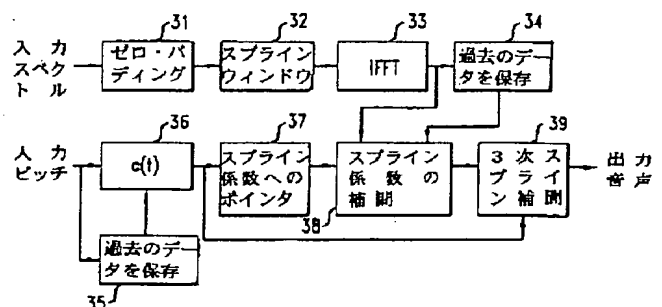 31
32
33
34
入力
スペク
トル
ゼロ・パ
ディング
スプライン
ウィンドウ
IFFT
過去のデー
タを保存
36
37
39
入力
ピッチ
c(t)
スプライン
係数への
ポインタ
スプライン
係数の
補間
3次ス
プライ
ン補間
出力
音声
38
過去のデー
タを保存
35